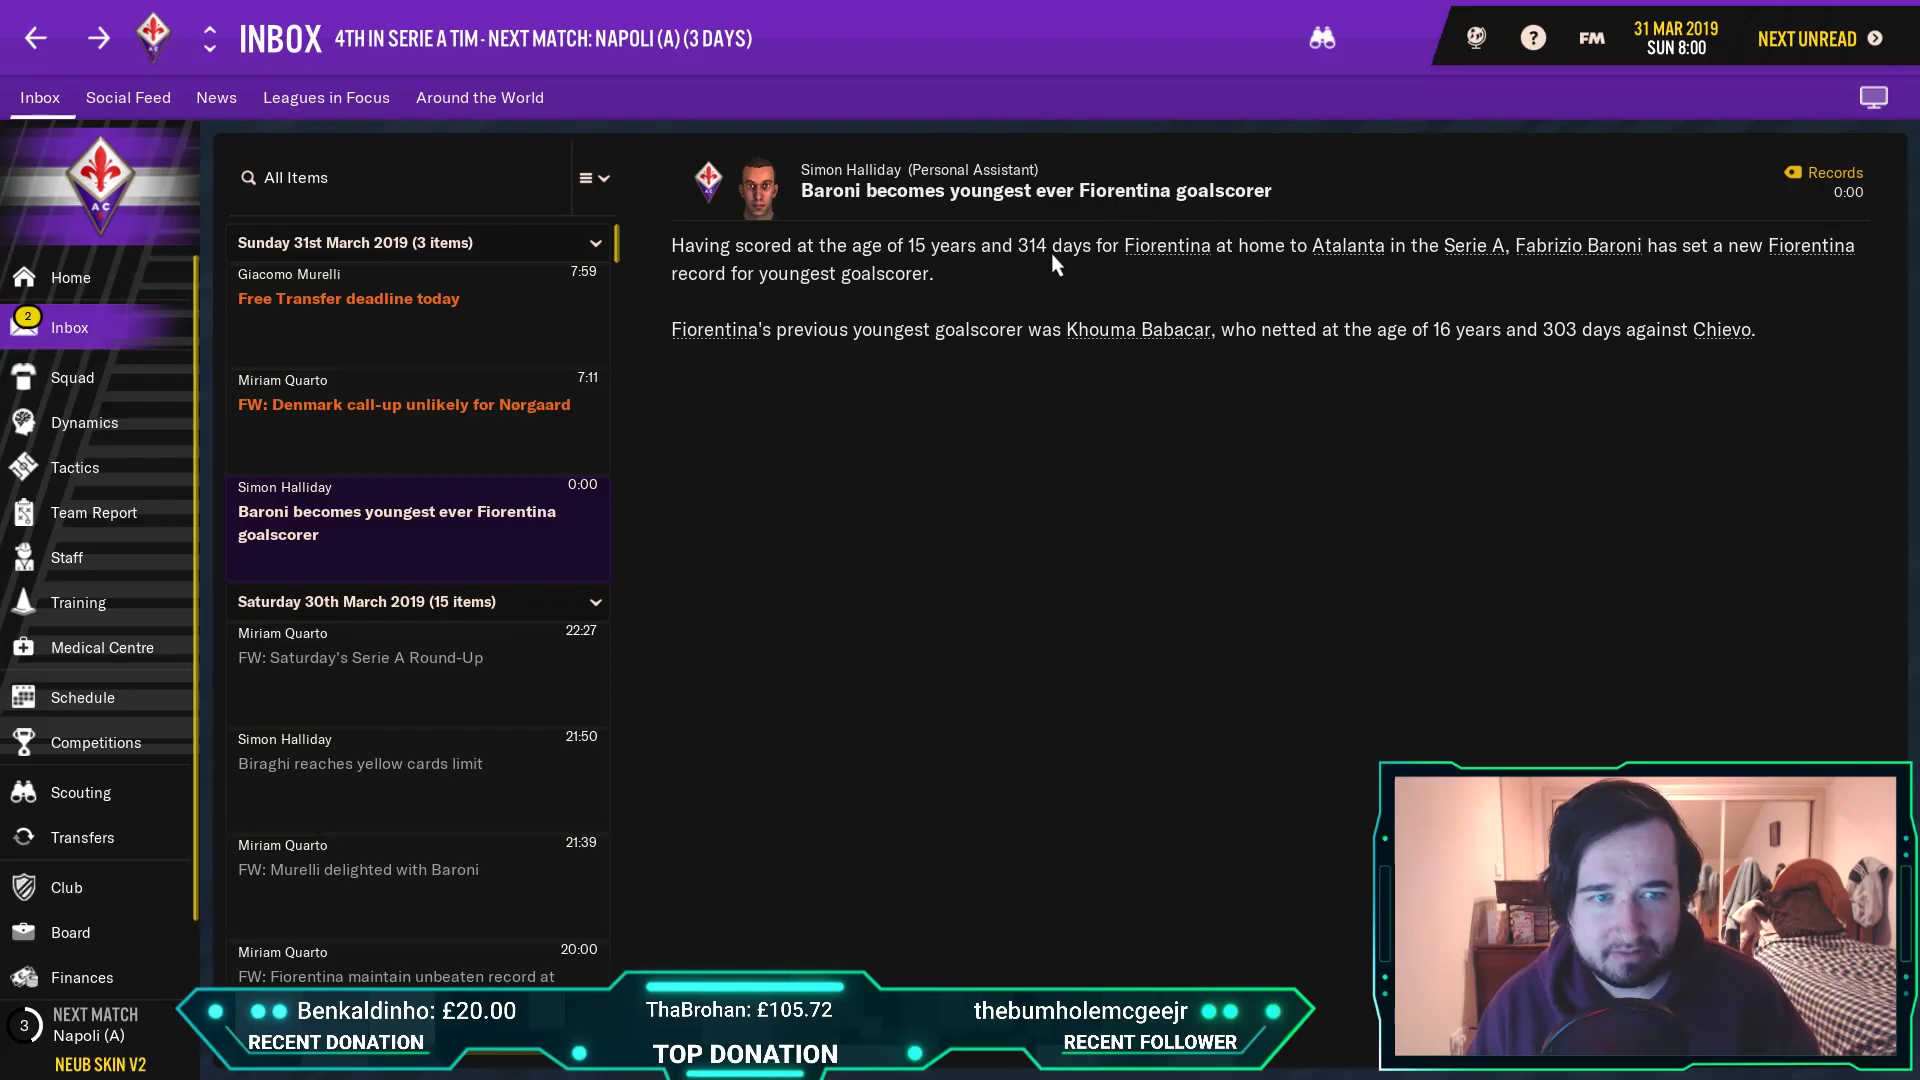 INBOX
4TH IN SERIE A TIM - NEXT MATCH: NAPOLI (A) (3 DAYS)
?
FM
31 MAR 2019
SUN 8:00
NEXT UNREAD
Inbox
Social Feed
News
Leagues in Focus
Around the World
A C
Home
2
Inbox
Squad
Dynamics
Tactics
Team Report
Staff
Training
Medical Centre
Schedule
Competitions
Scouting
Transfers
Club
Board
Finances
3
NEXT MATCH
Napoli (A)
NEUB SKIN V2
All Items
Sunday 31st March 2019 (3 items)
Giacomo Murelli
7:59
Free Transfer deadline today
Miriam Quarto
7:11
FW: Denmark call-up unlikely for Nørgaard
Simon Halliday
0:00
Baroni becomes youngest ever Fiorentina
goalscorer
Saturday 30th March 2019 (15 items)
Miriam Quarto
22:27
FW: Saturday's Serie A Round-Up
Simon Halliday
21:50
Biraghi reaches yellow cards limit
Miriam Quarto
21:39
FW: Murelli delighted with Baroni
Miriam Quarto
20:00
FW: Fiorentina maintain unbeaten record at
Simon Halliday (Personal Assistant)
Baroni becomes youngest ever Fiorentina goalscorer
Records
0:00
Having scored at the age of 15 years and 314 days for Fiorentina at home to Atalanta in the Serie A, Fabrizio Baroni has set a new Fiorentina
record for youngest goalscorer.
Fiorentina's previous youngest goalscorer was Khouma Babacar, who netted at the age of 16 years and 303 days against Chievo.
Benkaldinho: £20.00
RECENT DONATION
ThaBrohan: £105.72
TOP DONATION
thebumholemcgeejr
RECENT FOLLOWER